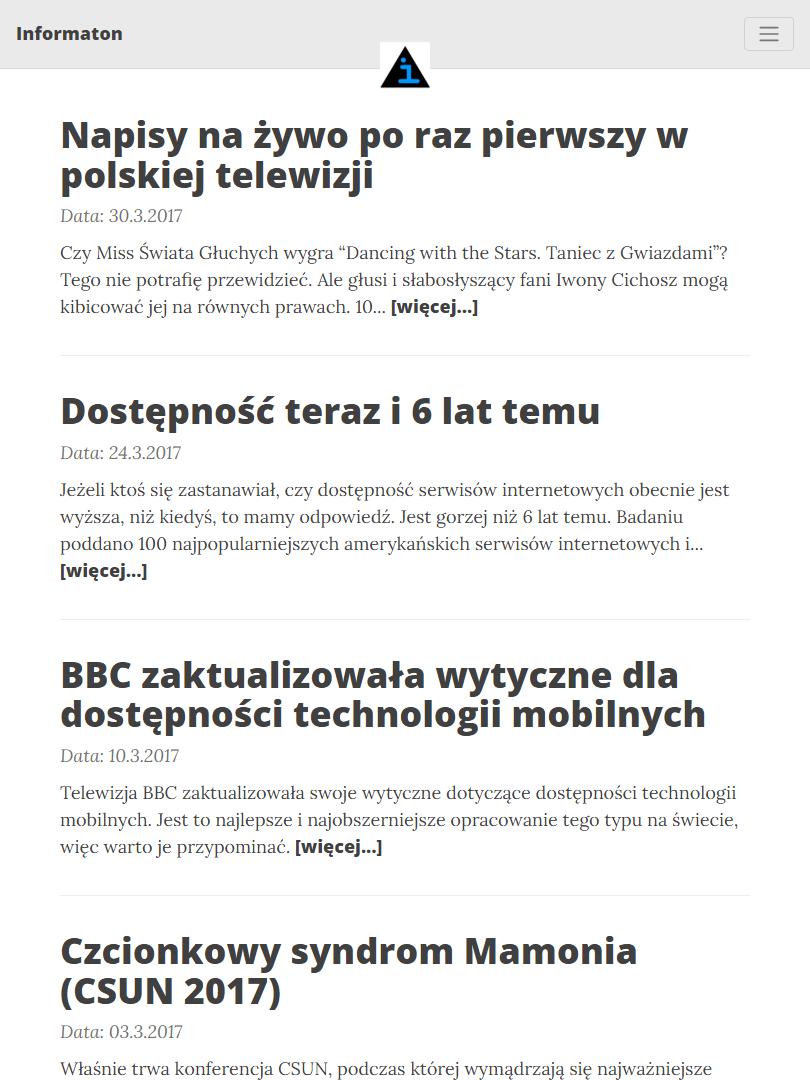 Informaton
i
Napisy na żywo po raz pierwszy w
polskiej telewizji
Data: 30.3.2017
Czy Miss Świata Głuchych wygra “Dancing with the Stars. Taniec z Gwiazdami”?
Tego nie potrafię przewidzieć. Ale głusi i słabosłyszący fani Iwony Cichosz mogą
kibicować jej na równych prawach. 10... [więcej...]
Dostępność teraz i 6 lat temu
Data: 24.3.2017
Jeżeli ktoś się zastanawiał, czy dostępność serwisów internetowych obecnie jest
wyższa, niż kiedyś, to mamy odpowiedź. Jest gorzej niż 6 lat temu. Badaniu
poddano 100 najpopularniejszych amerykańskich serwisów internetowych i...
[więcej...]
BBC zaktualizowała wytyczne dla
dostępności technologii mobilnych
Data: 10.3.2017
Telewizja BBC zaktualizowała swoje wytyczne dotyczące dostępności technologii
mobilnych. Jest to najlepsze i najobszerniejsze opracowanie tego typu na świecie,
więc warto je przypominać. [więcej...]
Czcionkowy syndrom Mamonia
(CSUN 2017)
Data: 03.3.2017
Właśnie trwa konferencja CSUN, podczas której wymądrzają się najważniejsze